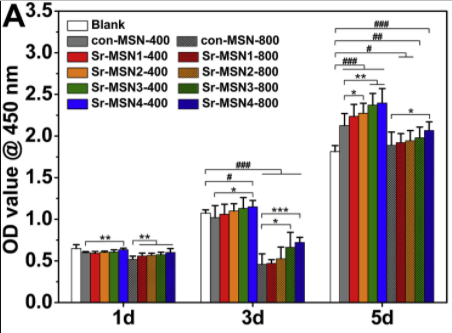 A
Blank
con-MSN-400 con-MSN-800
Sr-MSN1-400 Sr-MSN1-800
Sr-MSN2-400 Sr-MSN2-800
Sr-MSN3-400 Sr-MSN3-800
Sr-MSN4-400 Sr-MSN4-800
OD value @ 450 nm
3.5
3.0
2.5
2.0
1.5
1.0
0.5
0.0
**
**
###
#
*
***
*
###
##
#
###
**
*
*
1d 3d 5d